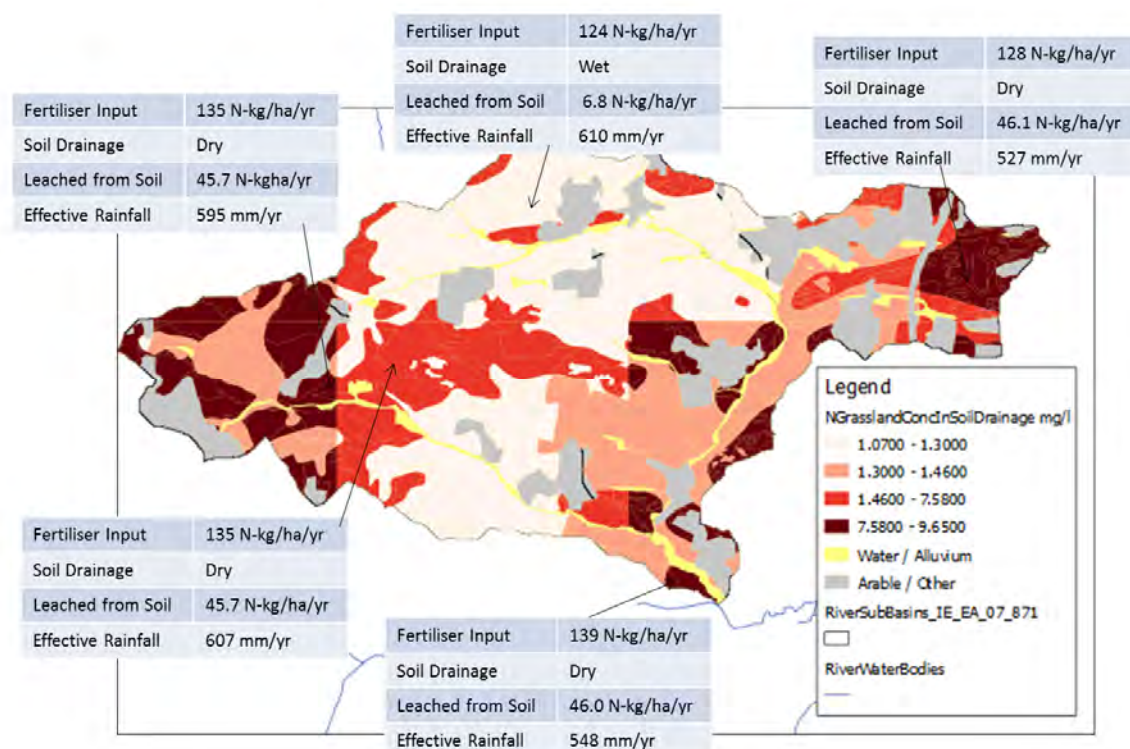 Fertiliser Input 124 N-kg/ha/yr
Soil Drainage Wet
Leached from Soil 6.8 N-kg/ha/yr
Effective Rainfall 610 mm/yr
Fertiliser Input 128 N-kg/ha/yr
Soil Drainage Dry
Leached from Soil 46.1 N-kg/ha/yr
Effective Rainfall 527 mm/yr
Fertiliser Input 135 N-kg/ha/yr
Soil Drainage Dry
Leached from Soil 45.7 N-kgha/yr
Effective Rainfall 595 mm/yr
Fertiliser Input 135 N-kg/ha/yr
Soil Drainage Dry
Leached from Soil 45.7 N-kg/ha/yr
Effective Rainfall 607 mm/yr
Fertiliser Input 139 N-kg/ha/yr
Soil Drainage Dry
Leached from Soil 46.0 N-kg/ha/yr
Effective Rainfall 548 mm/yr
Legend
NGrasslandConcInSoilDrainage mg/l
1.0700 - 1.3000
1.3000 - 1.4600
1.4600 - 7.5800
7.5800 - 9.6500
Water / Alluvium
Arable / Other
RiverSubBasins_IE_EA_07_871
RiverWaterBodies